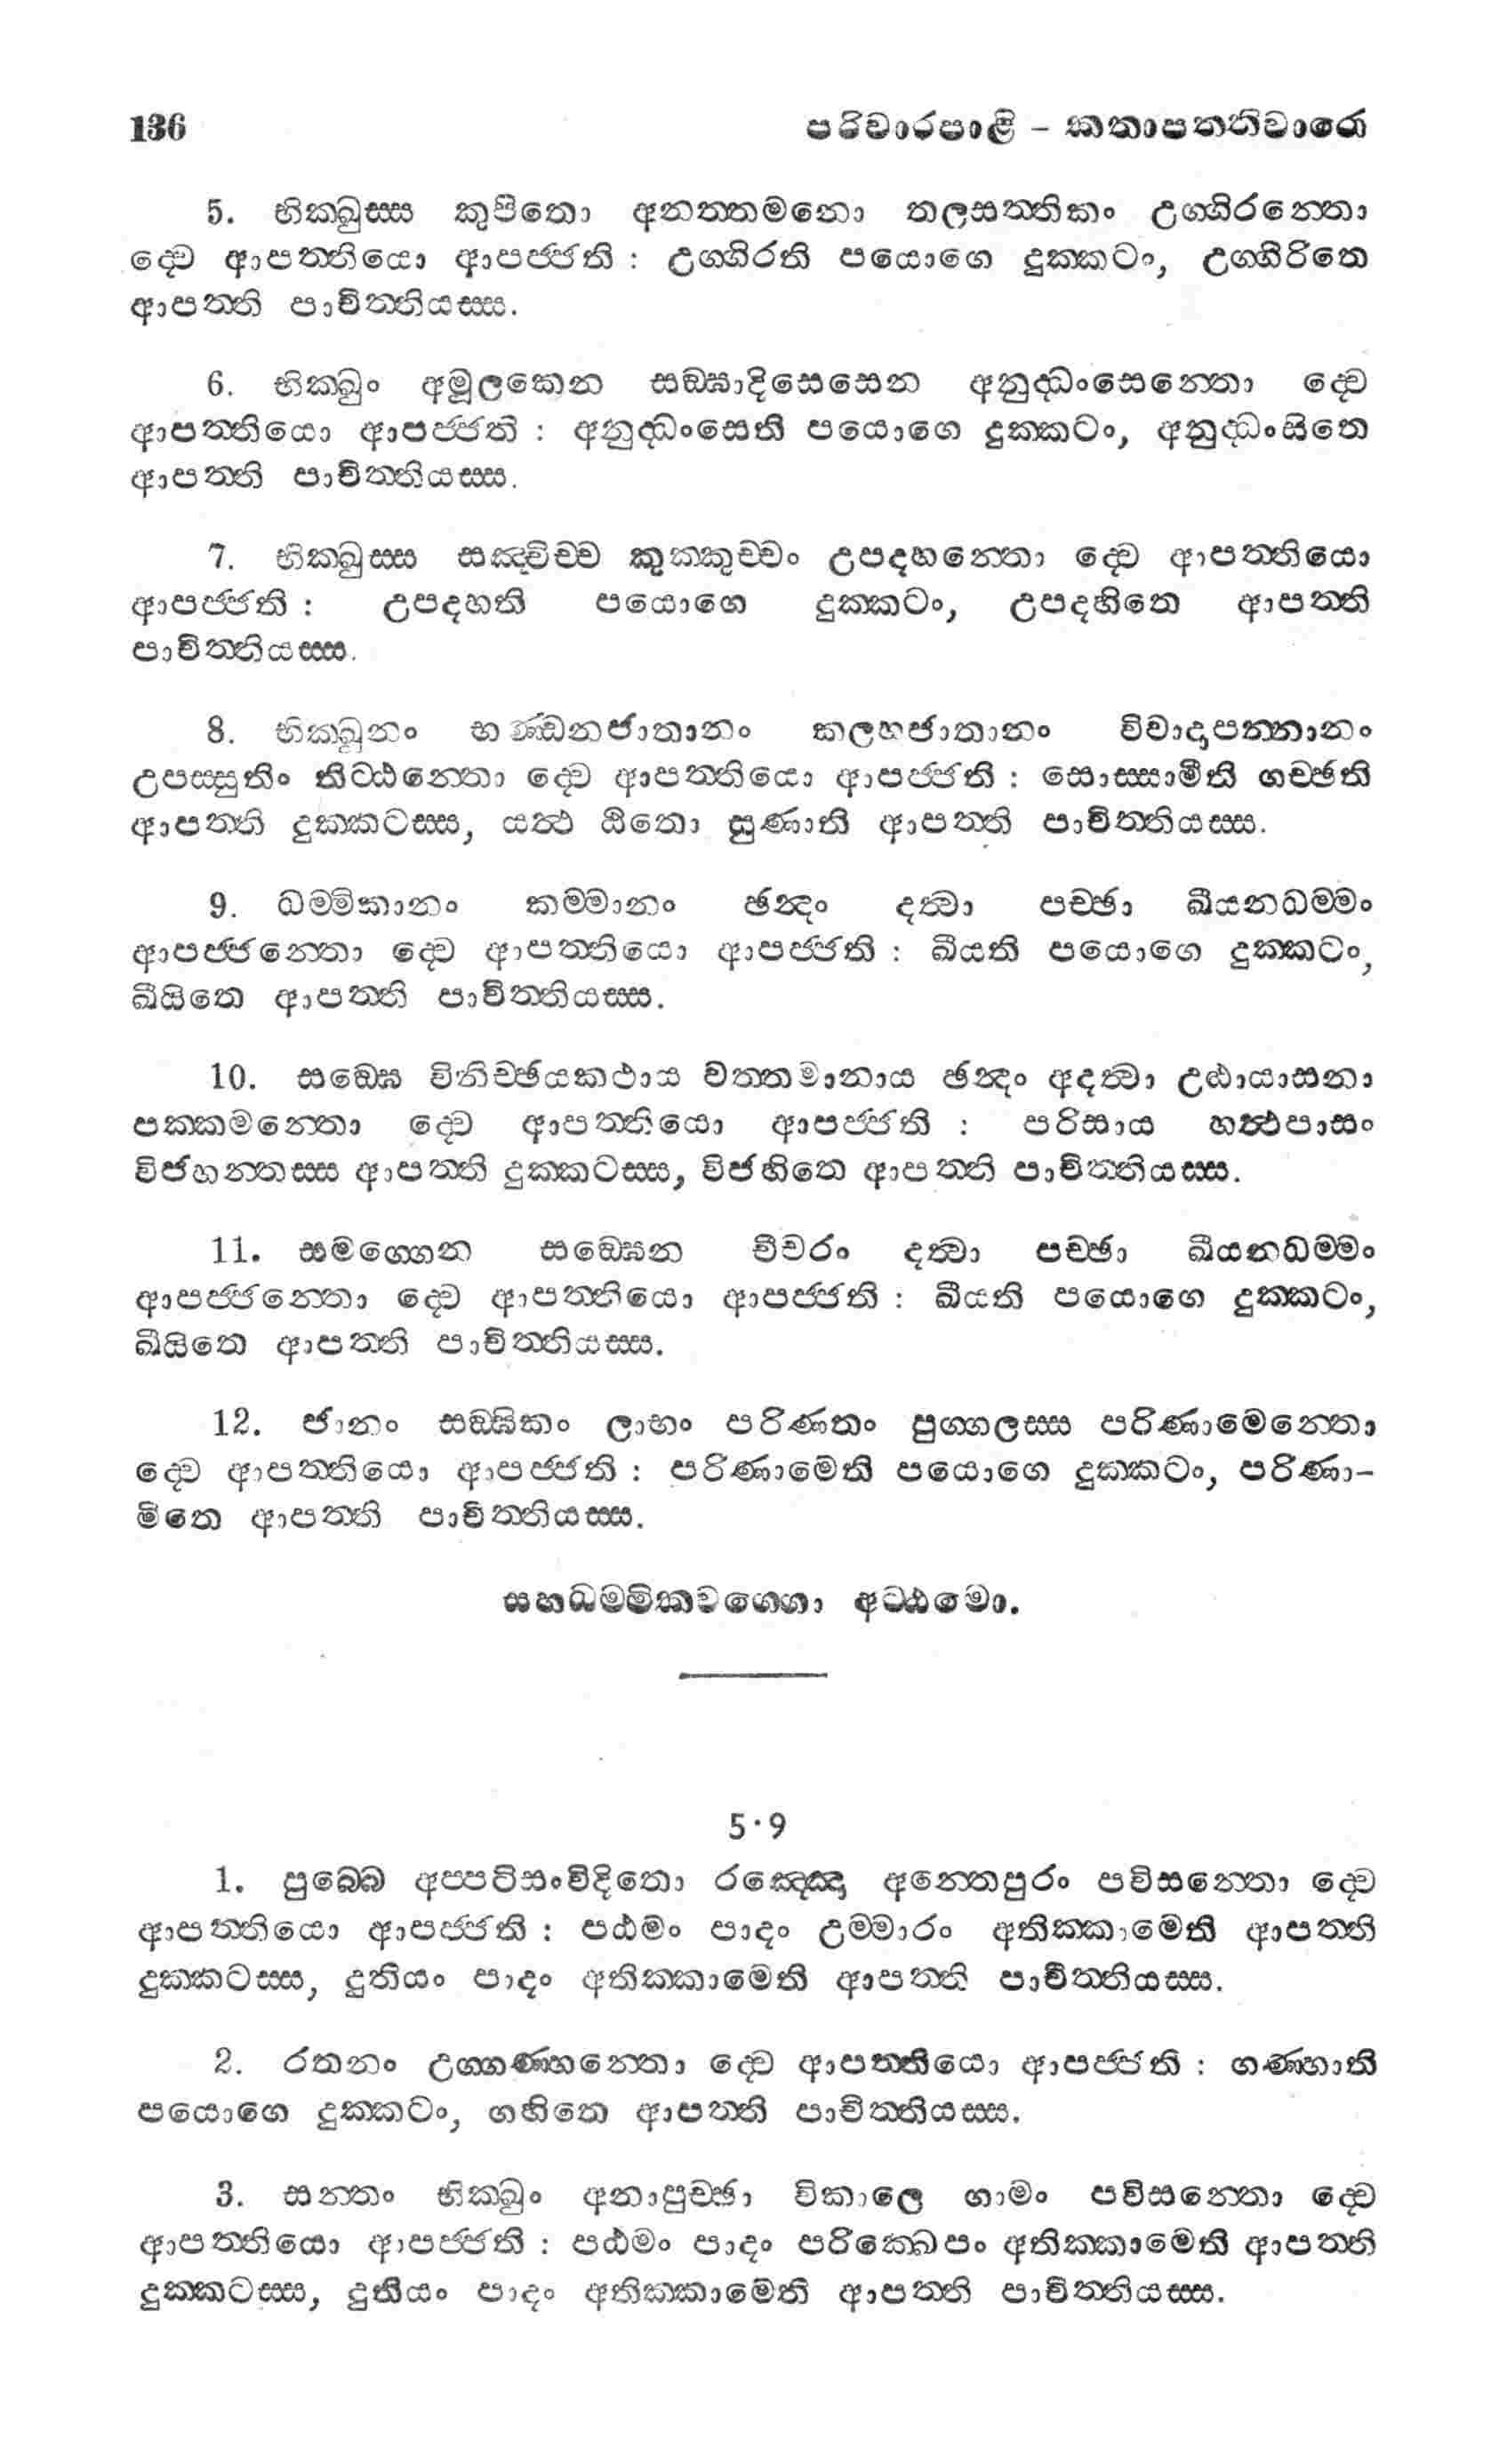 136 පරිවාරපාළි – කතාපත්තිවාරො
5. භික්ඛුස්ස කුපිතො අනත්තමනො තලසත්තිකං උග්ගිරන්තො
ද්වෙ ආපත්තියො ආපජ්ජති : උග්ගිරති පයොගෙ දුක්කටං, උග්ගිරිතෙ
ආපත්ති පාචිත්තියස්ස.
6. භික්ඛුං අමූලකෙන සඞ්ඝාදිසෙසෙන අනුද්ධංසෙන්තො ද්වෙ
ආපත්තියො ආපජ්ජති : අනුද්ධංසෙති පයොගෙ දුක්කටං, අනුද්ධංසිතෙ
ආපත්ති පාචිත්තියස්ස.
7. භික්ඛුස්ස සඤ්චිච්ච කුක්කුච්චං උපදහන්තො ද්වෙ ආපත්තියො
ආපජ්ජති : උපදහති පයොගෙ දුක්කටං, උපදහිතෙ ආපත්ති
පාචිත්තියස්ස.
8. භික්ඛූනං භණ්ඩනජාතානං කලහජාතානං විවාදාපන්නානං
උපස්සුතිං තිට්ඨන්තො ද්වෙ ආපත්තියො ආපජ්ජති : සොස්සාමීති ගච්ඡති
ආපත්ති දුක්කටස්ස, යත්ථ ඨිතො සුණාති ආපත්ති පාචිත්තියස්ස.
9. ධම්මිකානං කම්මානං ඡන්දං දත්වා පච්ඡා ඛීයනධම්මං
ආපජ්ජන්තො ද්වෙ ආපත්තියො ආපජ්ජති : ඛීයති පයොගෙ දුක්කටං,
ඛීයිතෙ ආපත්ති පාචිත්තියස්ස.
10. සඞ්ඝෙ විනිච්ඡයකථාය වත්තමානාය ඡන්දං අදත්වා උට්ඨායාසනා
පක්කමන්තො ද්වෙ ආපත්තියො ආපජ්ජති : පරිසාය හත්ථපාසං
විජහන්තස්ස ආපත්ති දුක්කටස්ස, විජහිතෙ ආපත්ති පාචිත්තියස්ස.
11. සමග්ගෙන සඞ්ඝෙන චීවරං දත්වා පච්ඡා ඛීයනධම්මං
ආපජ්ජන්තො ද්වෙ ආපත්තියො ආපජ්ජති : ඛීයති පයොගෙ දුක්කටං,
ඛීයිතෙ ආපත්ති පාචිත්තියස්ස.
12. ජානං සඞ්ඝිකං ලාභං පරිණතං පුග්ගලස්ස පරිණාමෙන්තො
ද්වෙ ආපත්තියො ආපජ්ජති : පරිණාමෙති පයොගෙ දුක්කටං, පරිණා-
මිතෙ ආපත්ති පාචිත්තියස්ස.
සහධම්මිකවග්ගො අට්ඨමො.
5·9
1. පුබ්බෙ අප්පටිසංවිදිතො රඤ්ඤො අන්තෙපුරං පවිසන්තො ද්වෙ
ආපත්තියො ආපජ්ජති : පඨමං පාදං උම්මාරං අතික්කාමෙති ආපත්ති
දුක්කටස්ස, දුතියං පාදං අතික්කාමෙති ආපත්ති පාචිත්තියස්ස.
2. රතනං උග්ගණ්හන්තො ද්වෙ ආපත්තියො ආපජ්ජති : ගණ්හාති
පයොගෙ දුක්කටං, ගහිතෙ ආපත්ති පාචිත්තියස්ස.
3. සන්තං භික්ඛුං අනාපුච්ඡා විකාලෙ ගාමං පවිසන්තො ද්වෙ
ආපත්තියො ආපජ්ජති : පඨමං පාදං පරික්ඛෙපං අතික්කාමෙති ආපත්ති
දුක්කටස්ස, දුතියං පාදං අතික්කාමෙති ආපත්ති පාචිත්තියස්ස.